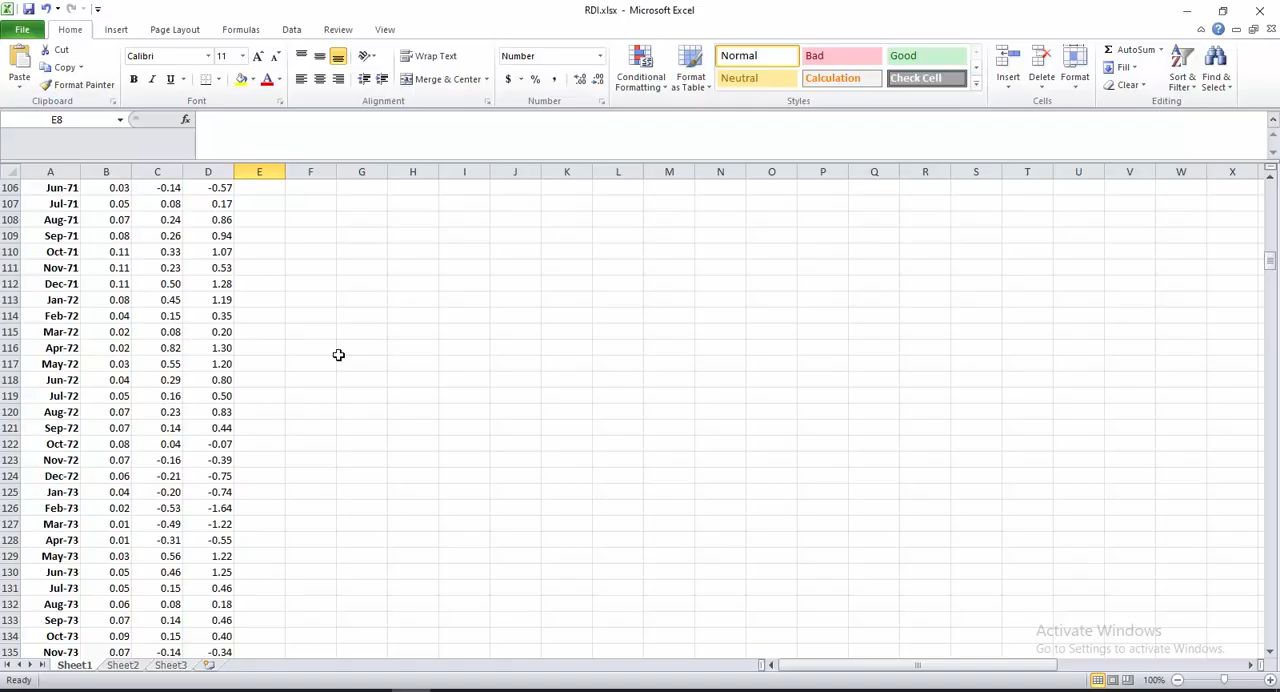 RDI.xlsx - Microsoft Excel
File Home Insert Page Layout Formulas Data Review View
Paste
Cut
Copy
Format Painter
Clipboard
Calibri 11
B I U
Font
Wrap Text
Merge & Center
Alignment
Number
$ % ,
Number
Conditional Formatting
Format as Table
Normal Bad Good
Neutral Calculation Check Cell
Styles
Insert Delete Format
Cells
AutoSum
Fill
Clear
Sort & Filter
Find & Select
Editing
E8 fx
A B C D E F G H I J K L M N O P Q R S T U V W X
106 Jun-71 0.03 -0.14 -0.57
107 Jul-71 0.05 0.08 0.17
108 Aug-71 0.07 0.24 0.86
109 Sep-71 0.08 0.26 0.94
110 Oct-71 0.11 0.33 1.07
111 Nov-71 0.11 0.23 0.53
112 Dec-71 0.11 0.50 1.28
113 Jan-72 0.08 0.45 1.19
114 Feb-72 0.04 0.15 0.35
115 Mar-72 0.02 0.08 0.20
116 Apr-72 0.02 0.82 1.30
117 May-72 0.03 0.55 1.20
118 Jun-72 0.04 0.29 0.80
119 Jul-72 0.05 0.16 0.50
120 Aug-72 0.07 0.23 0.83
121 Sep-72 0.07 0.14 0.44
122 Oct-72 0.08 0.04 -0.07
123 Nov-72 0.07 -0.16 -0.39
124 Dec-72 0.06 -0.21 -0.75
125 Jan-73 0.04 -0.20 -0.74
126 Feb-73 0.02 -0.53 -1.64
127 Mar-73 0.01 -0.49 -1.22
128 Apr-73 0.01 -0.31 -0.55
129 May-73 0.03 0.56 1.22
130 Jun-73 0.05 0.46 1.25
131 Jul-73 0.05 0.15 0.46
132 Aug-73 0.06 0.08 0.18
133 Sep-73 0.07 0.14 0.46
134 Oct-73 0.09 0.15 0.40
135 Nov-73 0.07 -0.14 -0.34
Activate Windows
Go to Settings to activate Windows.
Sheet1 Sheet2 Sheet3
Ready 100%